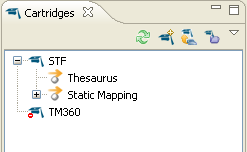 Cartridges
STF
Thesaurus
Static Mapping
TM360